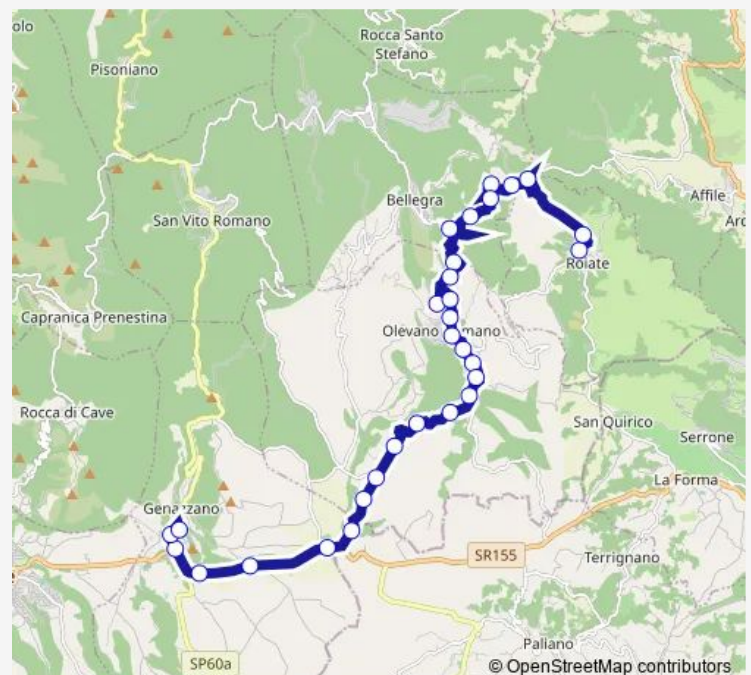 olo
Rocca Santo
Stefano
Pisoniano
Affile
Bellegra
Arc
San Vito Romano
Roiate
Capranica Prenestina
Olevano Romano
Rocca di Cave
San Quirico
Serrone
La Forma
Genazzano
SR155
Terrignano
Paliano
SP60a
© OpenStreetMap contributors